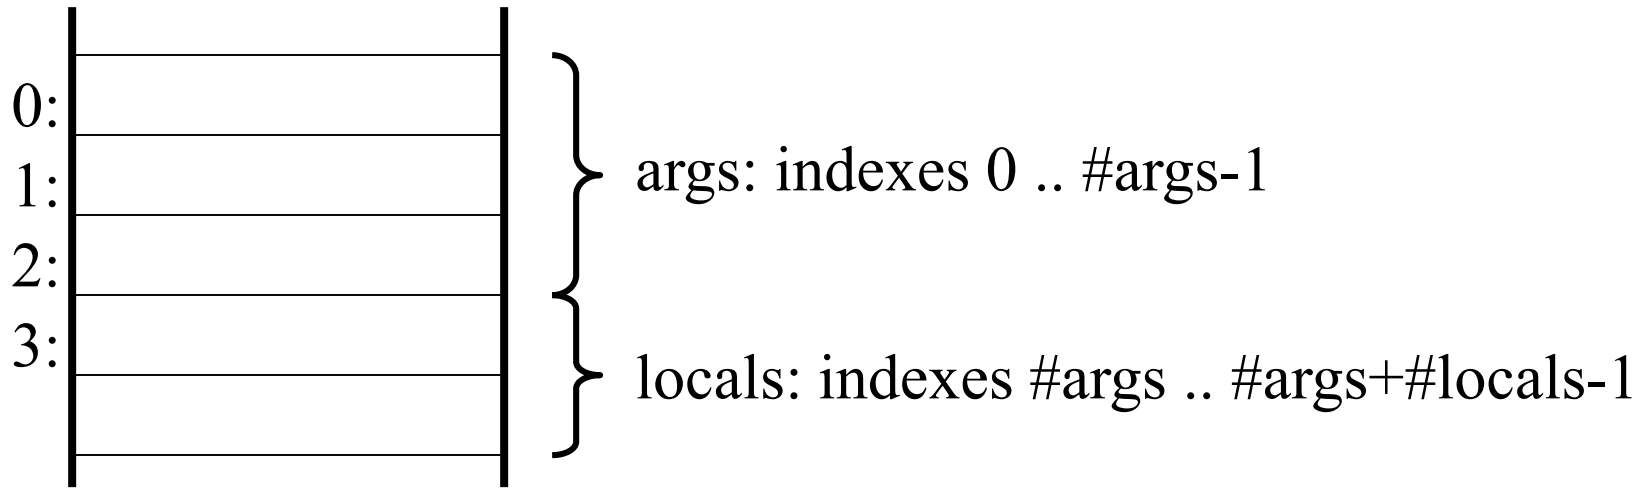 0:
1:
args: indexes 0 .. #args-1
2:
3:
locals: indexes #args .. #args+#locals-1